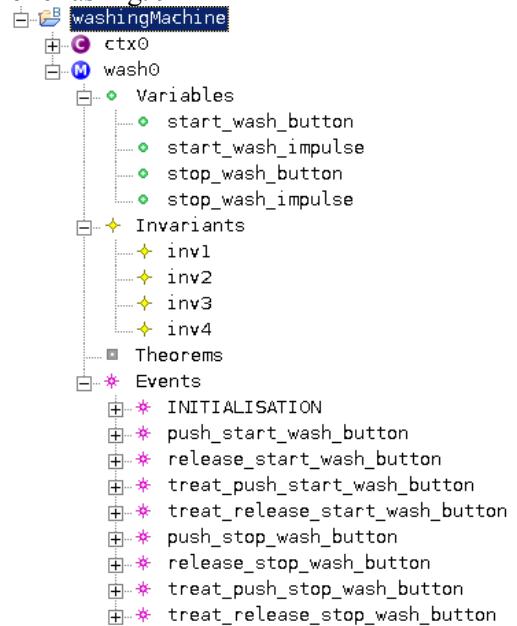 washingMachine
ctx0
wash0
Variables
start_wash_button
start_wash_impulse
stop_wash_button
stop_wash_impulse
Invariants
inv1
inv2
inv3
inv4
Theorems
Events
INITIALISATION
push_start_wash_button
release_start_wash_button
treat_push_start_wash_button
treat_release_start_wash_button
push_stop_wash_button
release_stop_wash_button
treat_push_stop_wash_button
treat_release_stop_wash_button